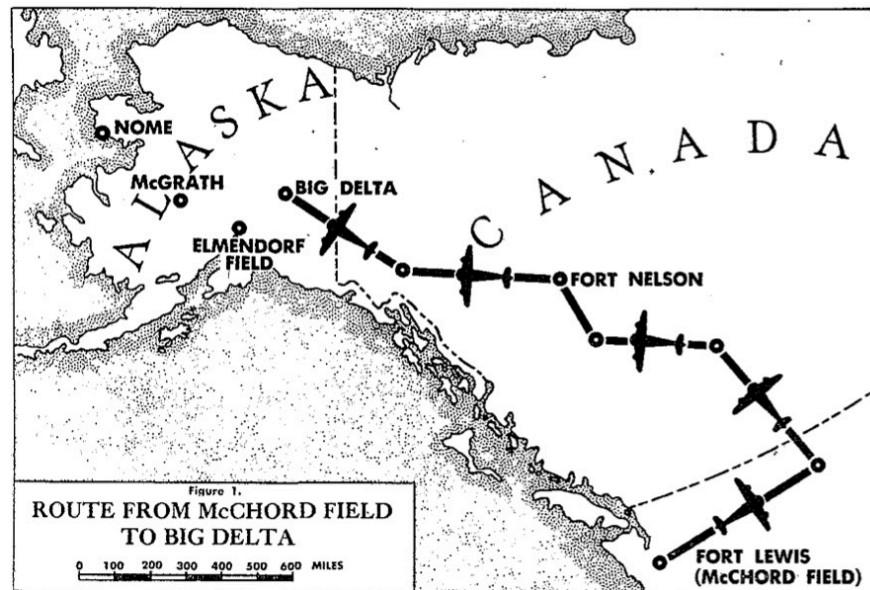 ALASKA
CANADA
NOME
McGRATH
BIG DELTA
ELMENDORF
FIELD
FORT NELSON
Figure 1.
ROUTE FROM McCHORD FIELD
TO BIG DELTA
0 100 200 300 400 500 600 MILES
FORT LEWIS
(McCHORD FIELD)